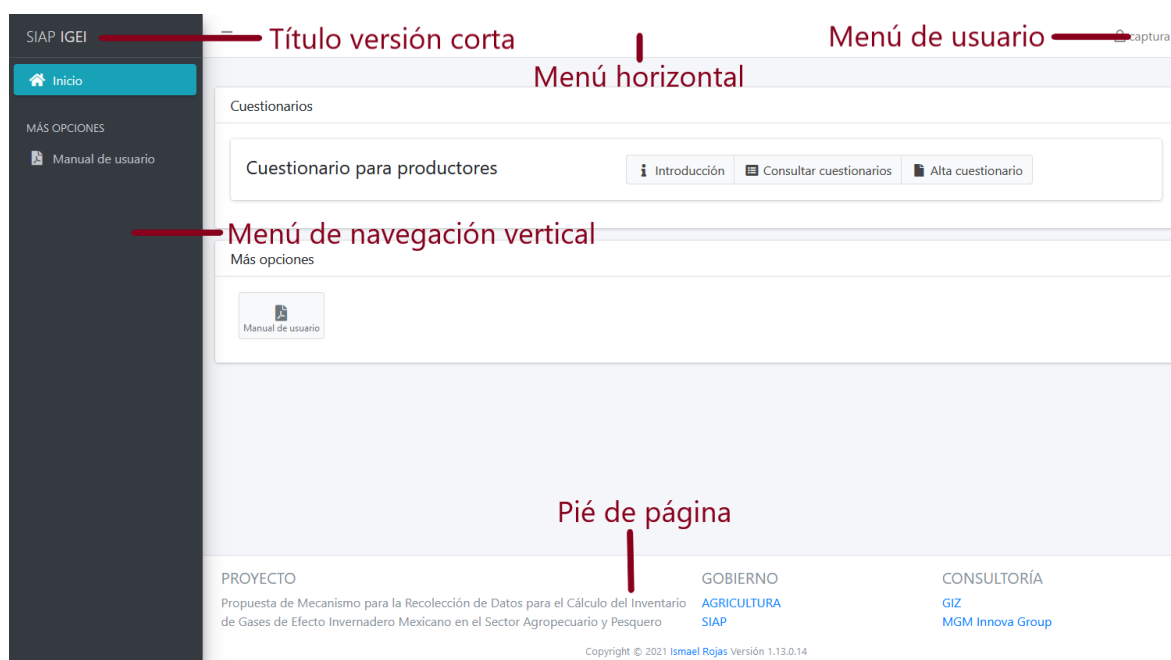 SIAP IGEI
Título versión corta
Menú de usuario
captura
Menú horizontal
Inicio
MÁS OPCIONES
Manual de usuario
Cuestionarios
Cuestionario para productores
Introducción
Consultar cuestionarios
Alta cuestionario
Menú de navegación vertical
Más opciones
Manual de usuario
Pié de página
PROYECTO
Propuesta de Mecanismo para la Recolección de Datos para el Cálculo del Inventario
de Gases de Efecto Invernadero Mexicano en el Sector Agropecuario y Pesquero
GOBIERNO
AGRICULTURA
SIAP
CONSULTORÍA
GIZ
MGM Innova Group
Copyright © 2021 Ismael Rojas Versión 1.13.0.14